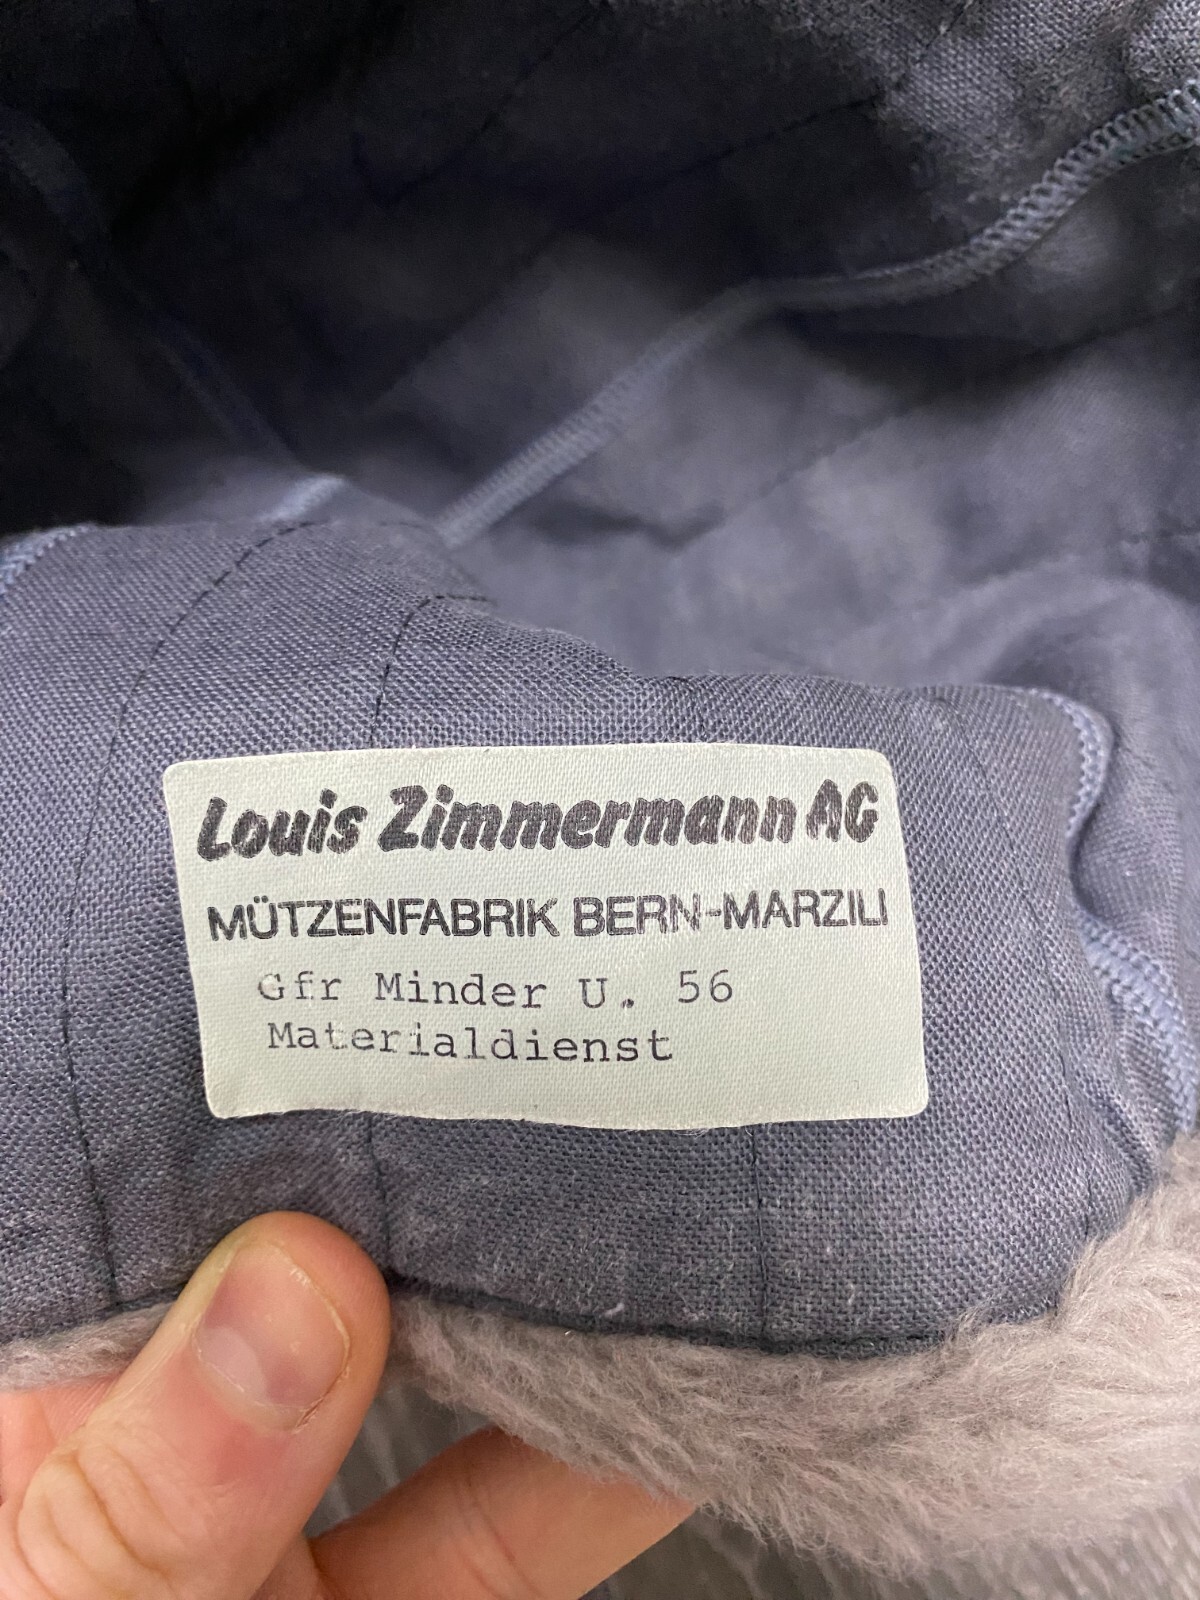 Louis Zimmermann AG
MÜTZENFABRIK BERN-MARZILI
Gfr Minder U. 56
Materialdienst